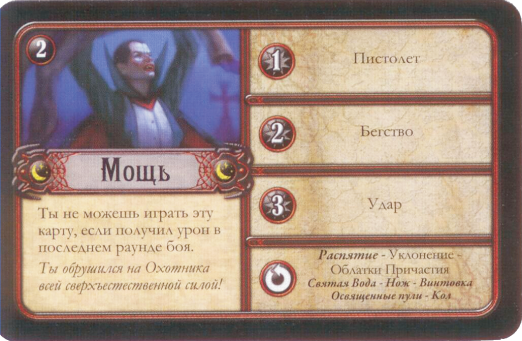 2
Мощь
Ты не можешь играть эту
карту, если получил урон в
последнем раунде боя.
Ты обрушился на Охотника
всей сверхъестественной силой!
1
Пистолет
2
Бегство
3
Удар
Распятие - Уклонение -
Облатки Причастия
Святая Вода - Нож - Винтовка
Освященные пули - Кол